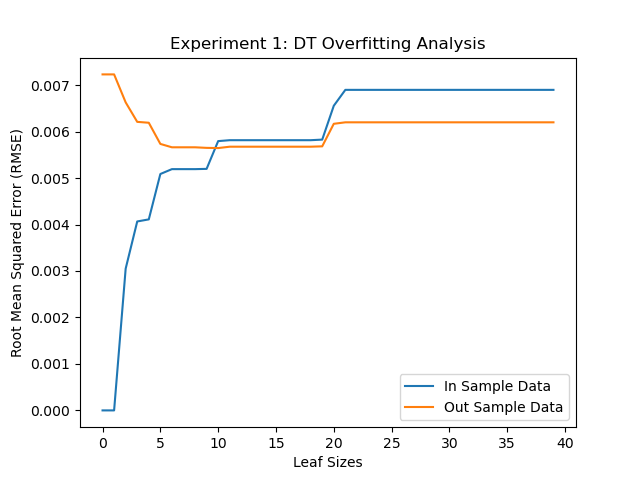 Experiment 1: DT Overfitting Analysis
Root Mean Squared Error (RMSE)
0.007
0.006
0.005
0.004
0.003
0.002
0.001
0.000
In Sample Data
Out Sample Data
0 5 10 15 20 25 30 35 40
Leaf Sizes